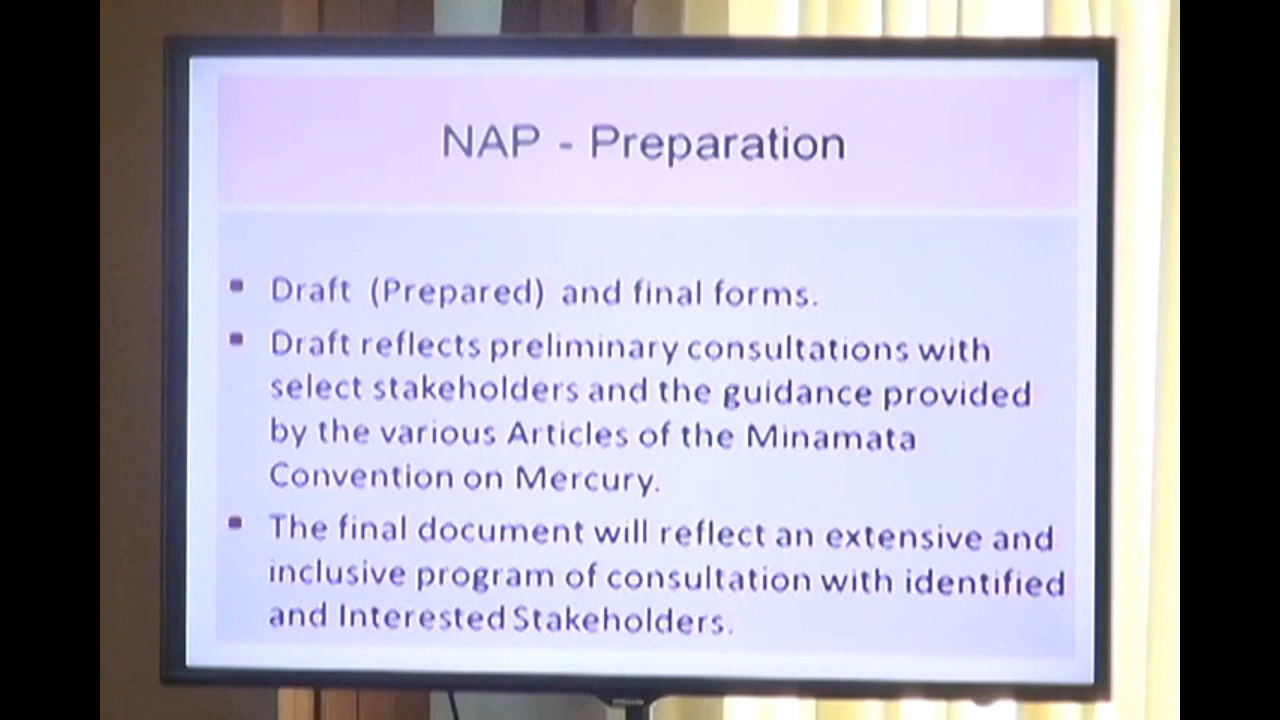 NAP - Preparation
Draft (Prepared) and final forms.
Draft reflects preliminary consultations with
select stakeholders and the guidance provided
by the various Articles of the Minamata
Convention on Mercury.
The final document will reflect an extensive and
inclusive program of consultation with identified
and Interested Stakeholders.